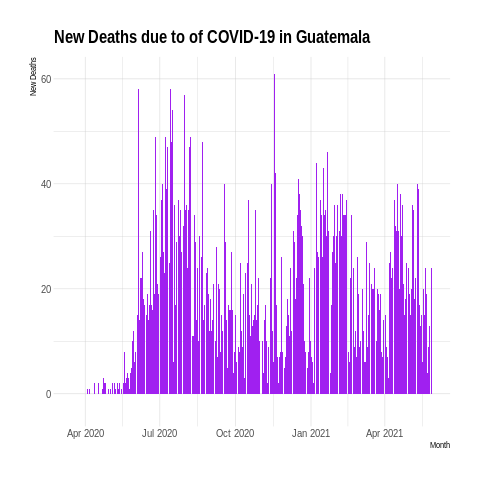 New Deaths due to of COVID-19 in Guatemala
New Deaths
60
40
20
0
Apr 2020 Jul 2020 Oct 2020 Jan 2021 Apr 2021
Month